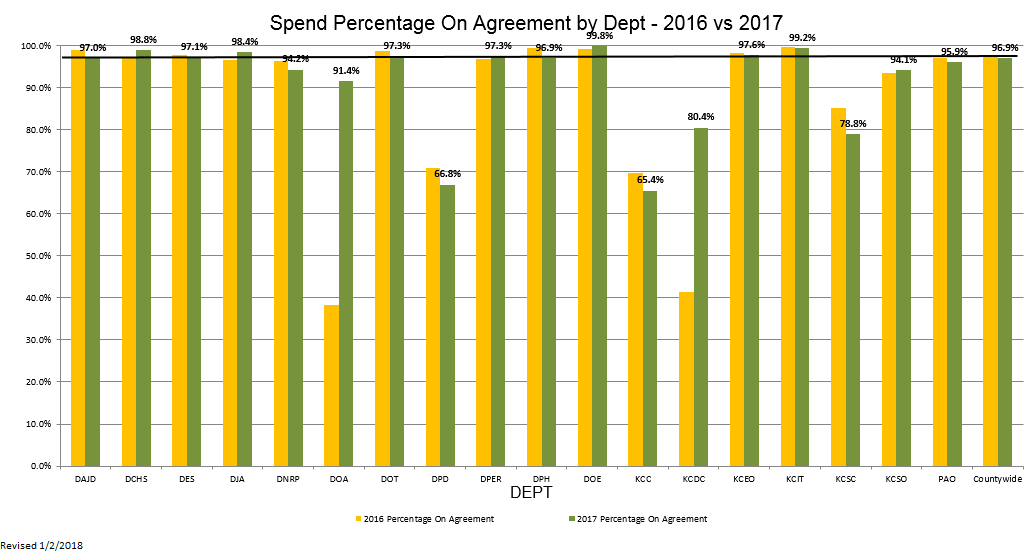 Spend Percentage On Agreement by Dept - 2016 vs 2017
100.0%
90.0%
80.0%
70.0%
60.0%
50.0%
40.0%
30.0%
20.0%
10.0%
0.0%
97.0% 98.8% 97.1% 98.4% 94.2% 91.4% 97.3% 66.8% 97.3% 96.9% 99.8% 65.4% 80.4% 97.6% 99.2% 78.8% 94.1% 95.9% 96.9%
DAJD DCHS DES DJA DNRP DOA DOT DPD DPER DPH DOE KCC KCDC KCEO KCIT KCSC KCSO PAO Countywide
DEPT
2016 Percentage On Agreement 2017 Percentage On Agreement
Revised 1/2/2018